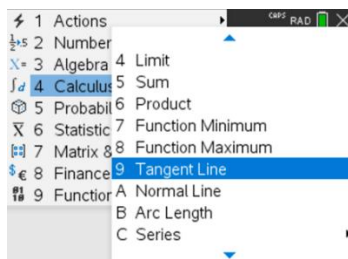 1 Actions
CAPS RAD
2 Number
3 Algebra
4 Calculus
5 Probabil
6 Statistic
7 Matrix &
8 Finance
9 Function
4 Limit
5 Sum
6 Product
7 Function Minimum
8 Function Maximum
9 Tangent Line
A Normal Line
B Arc Length
C Series